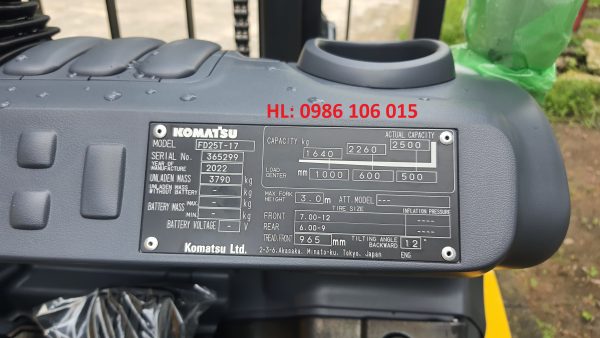 HL: 0986 106 015
KOMATSU
MODEL FD25T-17
SERIAL No. 365299
YEAR OF MANUFACTURE 2022
UNLADEN MASS 3790 kg
UNLADEN MASS WITHOUT BATTERY - kg
BATTERY MASS MAX. - kg
MIN. - kg
BATTERY VOLTAGE - V
Komatsu Ltd.
CAPACITY kg ACTUAL CAPACITY
1640 2260 2500
LOAD CENTER mm 1000 600 500
MAX FORK HEIGHT 3.0 m ATT. MODEL ---
TIRE SIZE INFLATION PRESSURE
FRONT 7.00-12 ---
REAR 6.00-9 ---
TREAD/FRONT 965 mm TILTING ANGLE BACKWARD 12°
2-3-6, Akasaka, Minato-ku, Tokyo, Japan ENG.